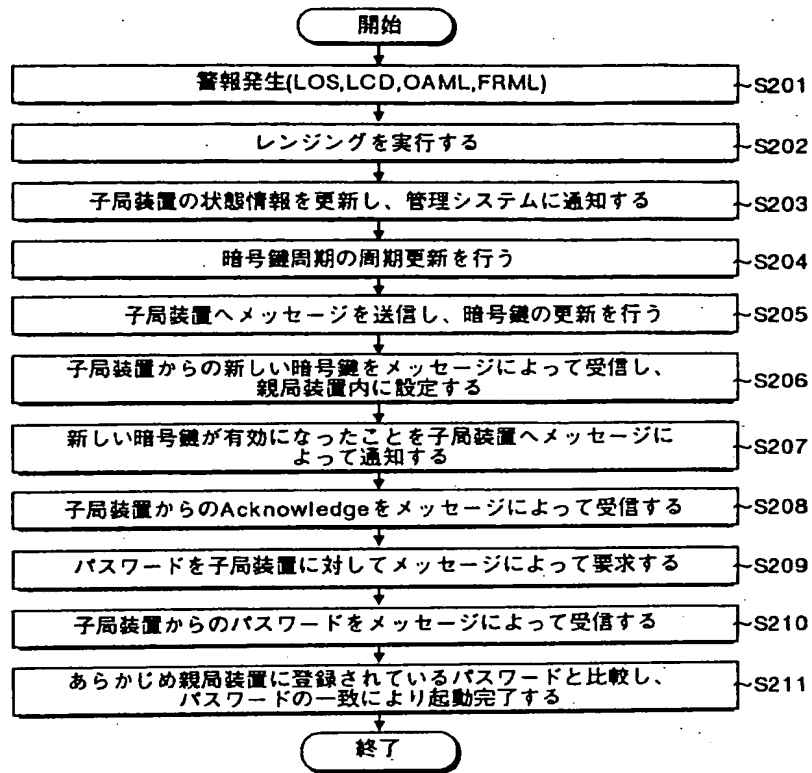 開始
警報発生(LOS,LCD,OAML,FRML)
S201
レンジングを実行する
S202
子局装置の状態情報を更新し、管理システムに通知する
S203
暗号鍵周期の周期更新を行う
S204
子局装置へメッセージを送信し、暗号鍵の更新を行う
S205
子局装置からの新しい暗号鍵をメッセージによって受信し、
親局装置内に設定する
S206
新しい暗号鍵が有効になったことを子局装置へメッセージに
よって通知する
S207
子局装置からのAcknowledgeをメッセージによって受信する
S208
パスワードを子局装置に対してメッセージによって要求する
S209
子局装置からのパスワードをメッセージによって受信する
S210
あらかじめ親局装置に登録されているパスワードと比較し、
パスワードの一致により起動完了する
S211
終了